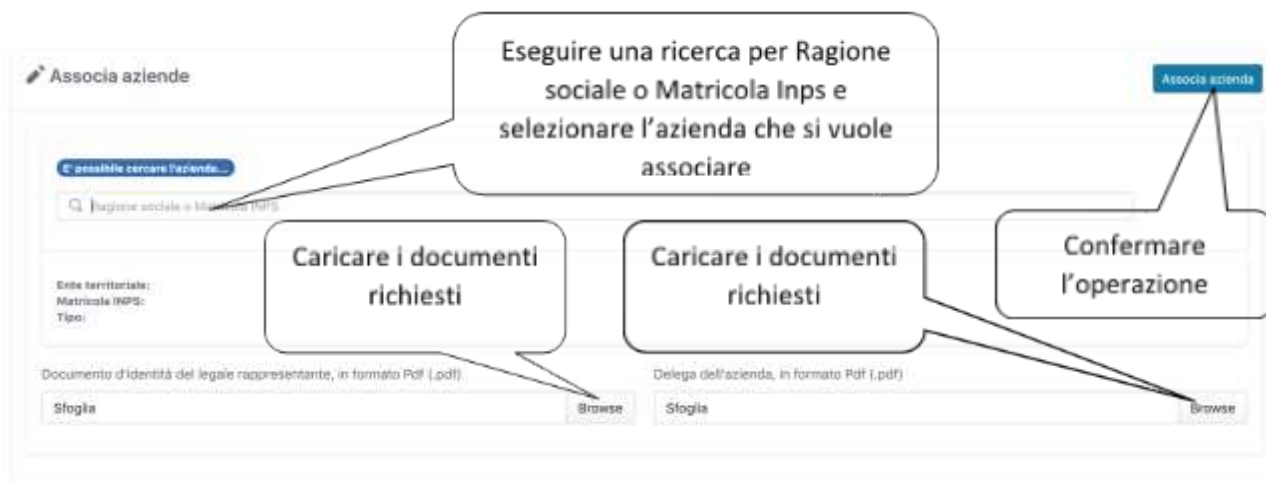 Eseguire una ricerca per Ragione
sociale o Matricola Inps e
selezionare l'azienda che si vuole
associare
Associa aziende
Associa azienda
E' possibile cercare l'azienda...
Ragione sociale o Matricola INPS
Caricare i documenti
richiesti
Caricare i documenti
richiesti
Confermare
l'operazione
Ente territoriale:
Matricola INPS:
Tipo:
Documento d'identità del legale rappresentante, in formato Pdf (.pdf)
Delega dell'azienda, in formato Pdf (.pdf)
Sfoglia
Browse
Sfoglia
Browse